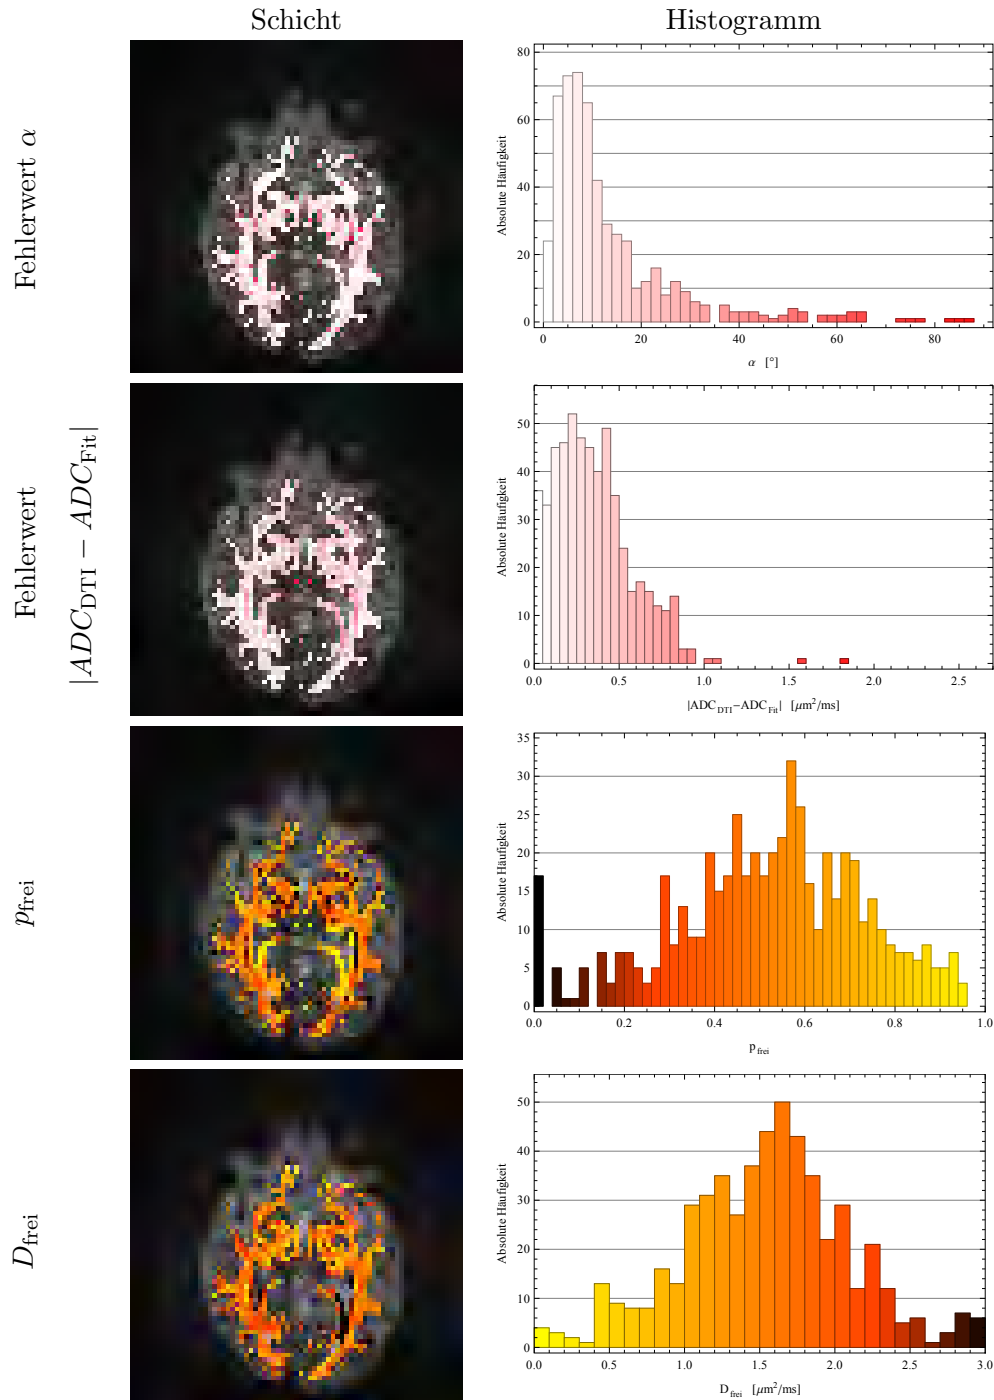 Schicht
Histogramm
Fehlerwert α
80
60
40
20
0
Absolute Häufigkeit
0 20 40 60 80
α [°]
Fehlerwert
|ADC_DTI − ADC_Fit|
50
40
30
20
10
0
Absolute Häufigkeit
0.0 0.5 1.0 1.5 2.0 2.5
|ADC_DTI−ADC_Fit| [μm²/ms]
p_frei
35
30
25
20
15
10
5
0
Absolute Häufigkeit
0.0 0.2 0.4 0.6 0.8 1.0
p_frei
D_frei
50
40
30
20
10
0
Absolute Häufigkeit
0.0 0.5 1.0 1.5 2.0 2.5 3.0
D_frei [μm²/ms]